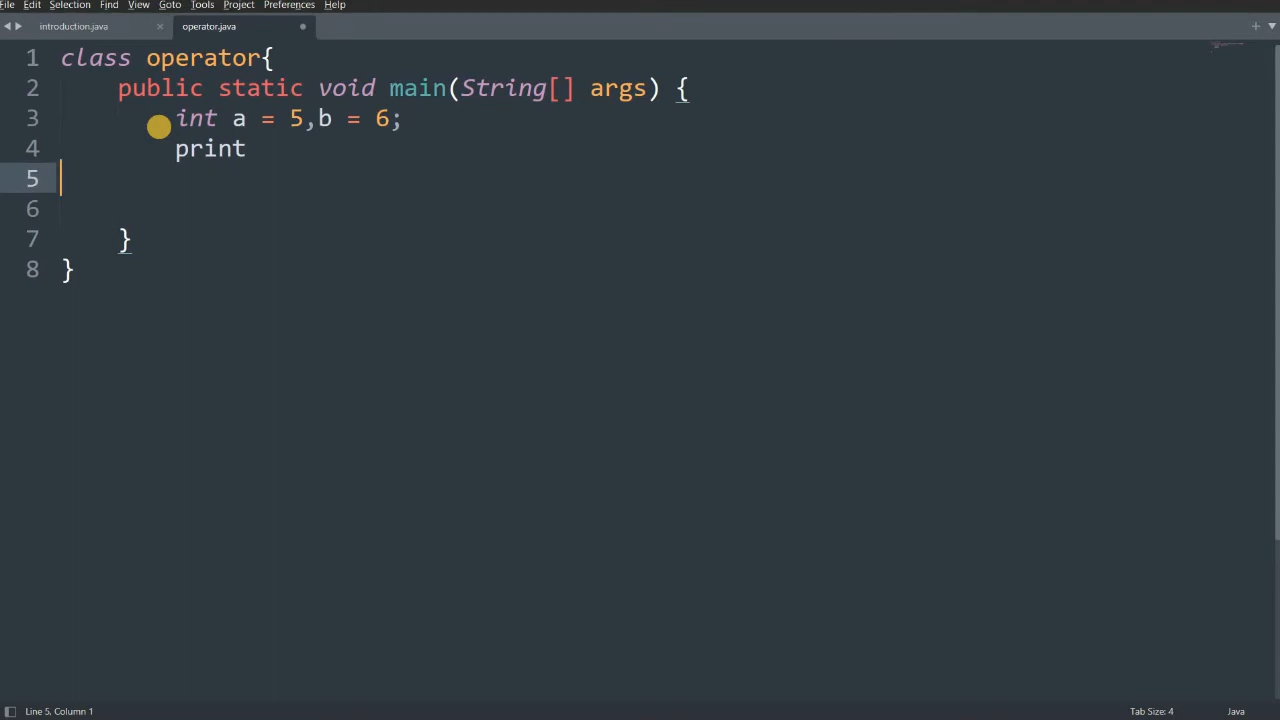 File Edit Selection Find View Goto Tools Project Preferences Help
introduction.java operator.java
1 class operator{
2 public static void main(String[] args) {
3 int a = 5,b = 6;
4 print
5
6
7 }
8 }
Line 5, Column 1 Tab Size: 4 Java